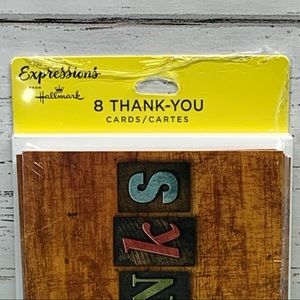 Expressions
FROM
Hallmark
8 THANK-YOU
CARDS/CARTES
N
k
S